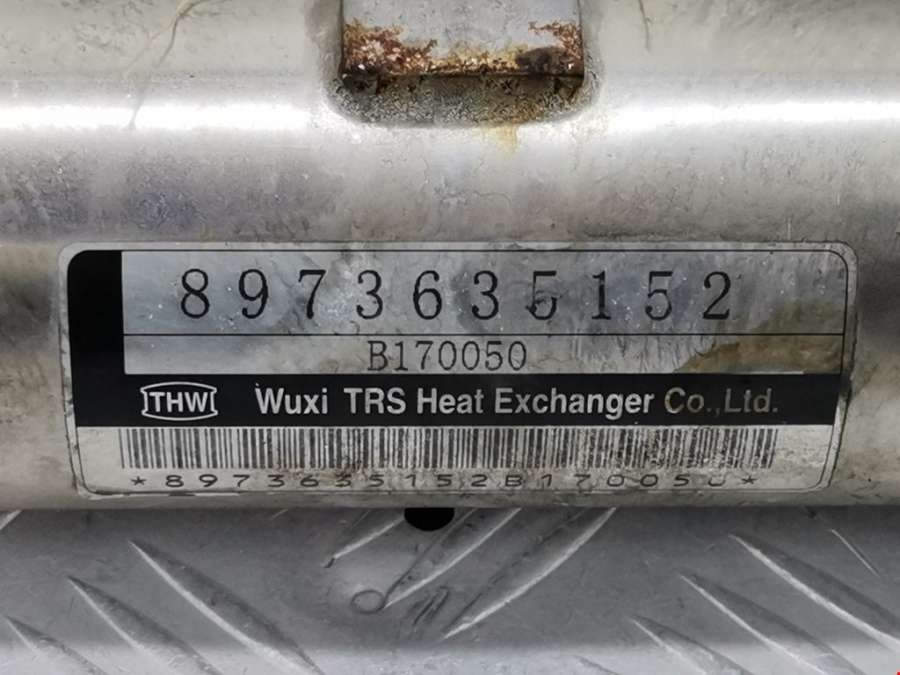 8973635152
B170050
THW Wuxi TRS Heat Exchanger Co.,Ltd.
*8973635152B170050*